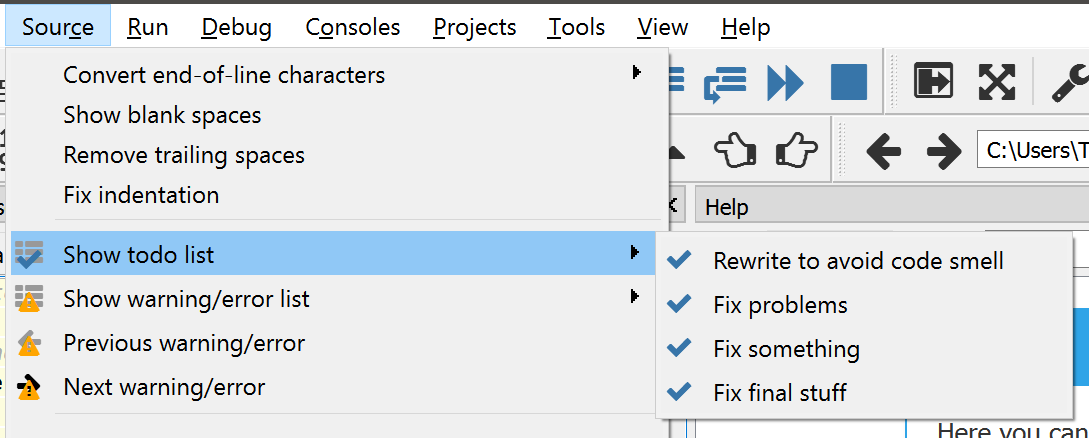 Source Run Debug Consoles Projects Tools View Help
Convert end-of-line characters
Show blank spaces
Remove trailing spaces
C:\Users\T
Fix indentation
Help
Show todo list
Rewrite to avoid code smell
Show warning/error list
Fix problems
Previous warning/error
Fix something
Next warning/error
Fix final stuff
Here you can